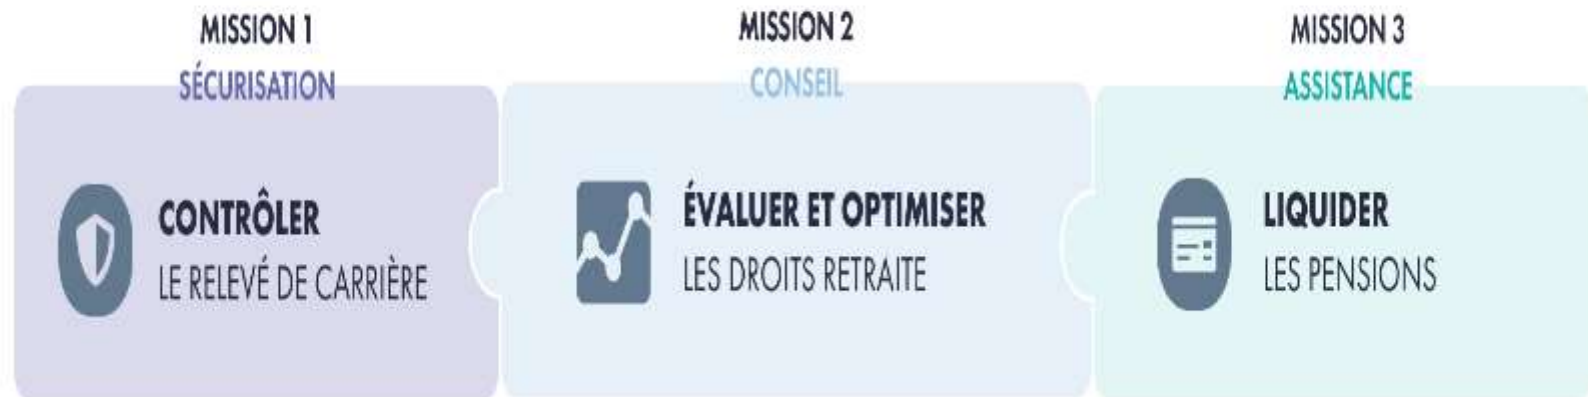 MISSION 1
SÉCURISATION
CONTRÔLER
LE RELEVÉ DE CARRIÈRE
MISSION 2
CONSEIL
ÉVALUER ET OPTIMISER
LES DROITS RETRAITE
MISSION 3
ASSISTANCE
LIQUIDER
LES PENSIONS